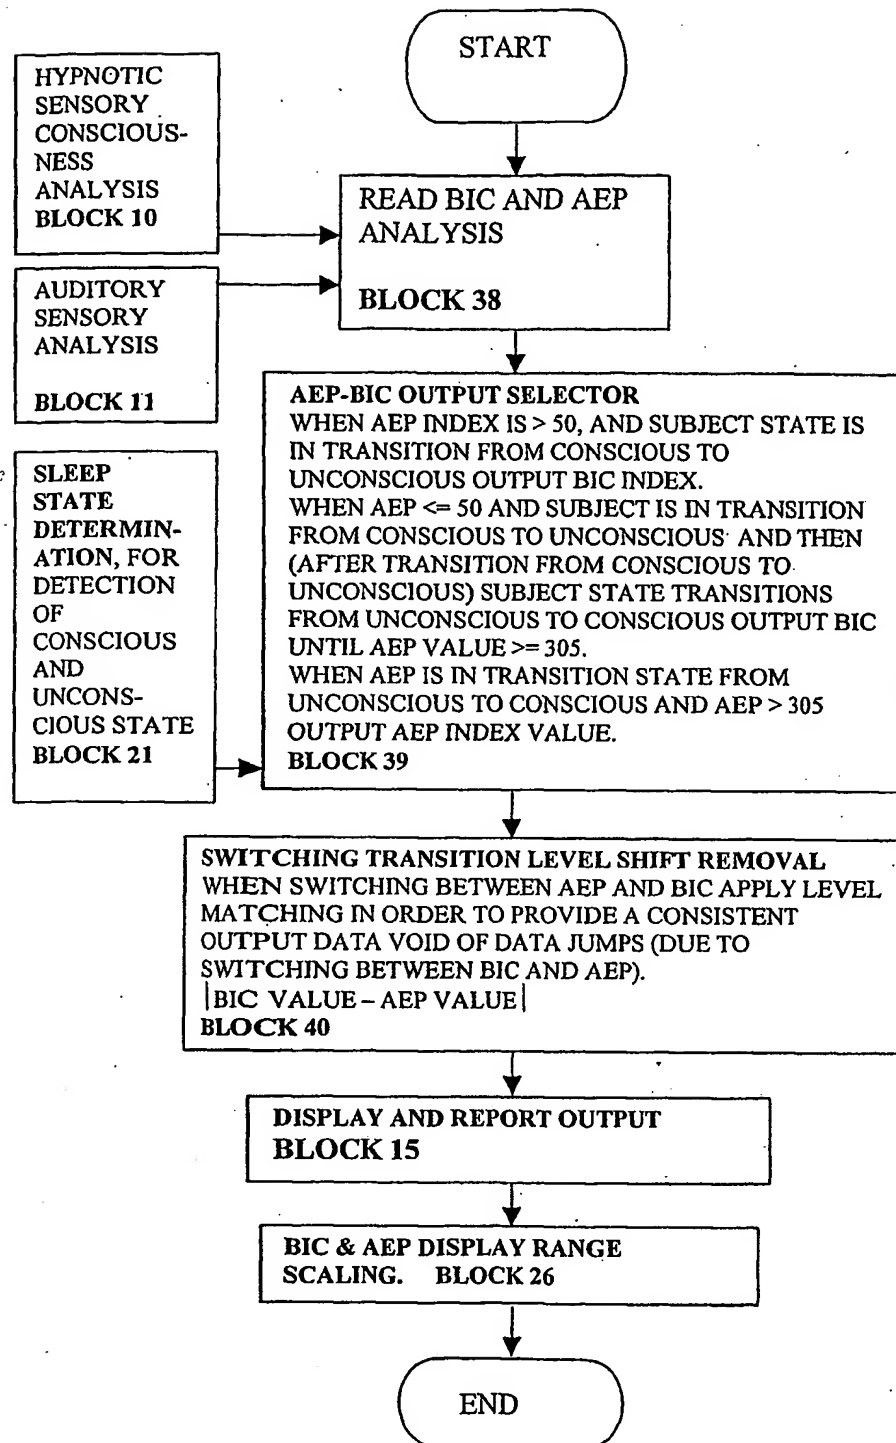 START
HYPNOTIC
SENSORY
CONSCIOUS-
NESS
ANALYSIS
BLOCK 10
READ BIC AND AEP
ANALYSIS
BLOCK 38
AUDITORY
SENSORY
ANALYSIS
BLOCK 11
AEP-BIC OUTPUT SELECTOR
WHEN AEP INDEX IS > 50, AND SUBJECT STATE IS
IN TRANSITION FROM CONSCIOUS TO
UNCONSCIOUS OUTPUT BIC INDEX.
WHEN AEP <= 50 AND SUBJECT IS IN TRANSITION
FROM CONSCIOUS TO UNCONSCIOUS AND THEN
(AFTER TRANSITION FROM CONSCIOUS TO
UNCONSCIOUS) SUBJECT STATE TRANSITIONS
FROM UNCONSCIOUS TO CONSCIOUS OUTPUT BIC
UNTIL AEP VALUE >= 305.
WHEN AEP IS IN TRANSITION STATE FROM
UNCONSCIOUS TO CONSCIOUS AND AEP > 305
OUTPUT AEP INDEX VALUE.
BLOCK 39
SLEEP
STATE
DETERMIN-
ATION, FOR
DETECTION
OF
CONSCIOUS
AND
UNCONS-
CIOUS STATE
BLOCK 21
SWITCHING TRANSITION LEVEL SHIFT REMOVAL
WHEN SWITCHING BETWEEN AEP AND BIC APPLY LEVEL
MATCHING IN ORDER TO PROVIDE A CONSISTENT
OUTPUT DATA VOID OF DATA JUMPS (DUE TO
SWITCHING BETWEEN BIC AND AEP).
|BIC VALUE – AEP VALUE|
BLOCK 40
DISPLAY AND REPORT OUTPUT
BLOCK 15
BIC & AEP DISPLAY RANGE
SCALING. BLOCK 26
END